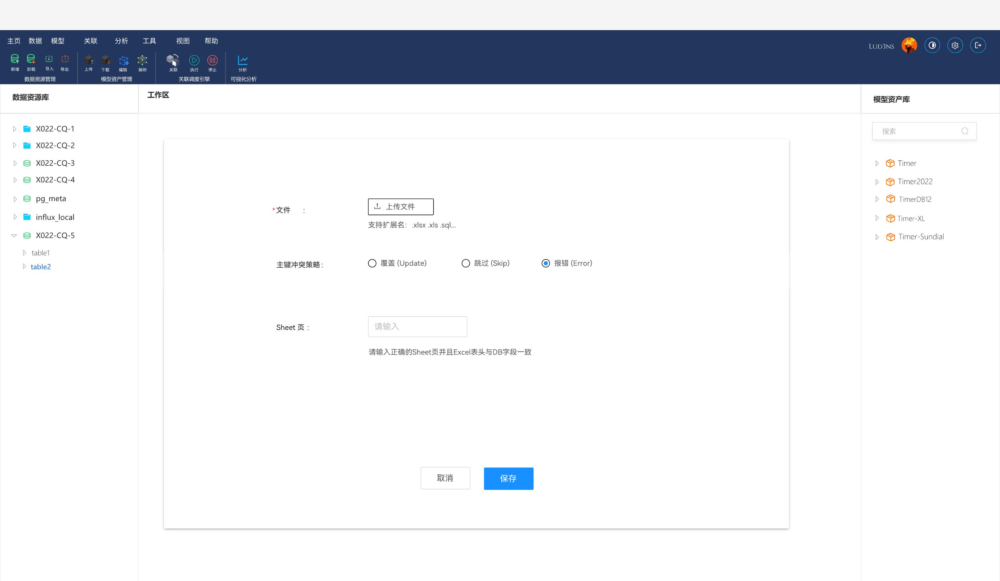 主页 数据 模型 关联 分析 工具 视图 帮助
Lud3ns
新增 卸载 导入 导出 上传 下载 编辑 解析 关联 执行 停止 分析
数据资源管理 模型资产管理 关联调度引擎 可视化分析
数据资源库
X022-CQ-1
X022-CQ-2
X022-CQ-3
X022-CQ-4
pg_meta
influx_local
X022-CQ-5
table1
table2
工作区
*文件 :
上传文件
支持扩展名: .xlsx .xls .sql...
主键冲突策略:
覆盖 (Update) 跳过 (Skip) 报错 (Error)
Sheet 页 :
请输入
请输入正确的Sheet页并且Excel表头与DB字段一致
取消 保存
模型资产库
搜索
Timer
Timer2022
TimerDB12
Timer-XL
Timer-Sundial